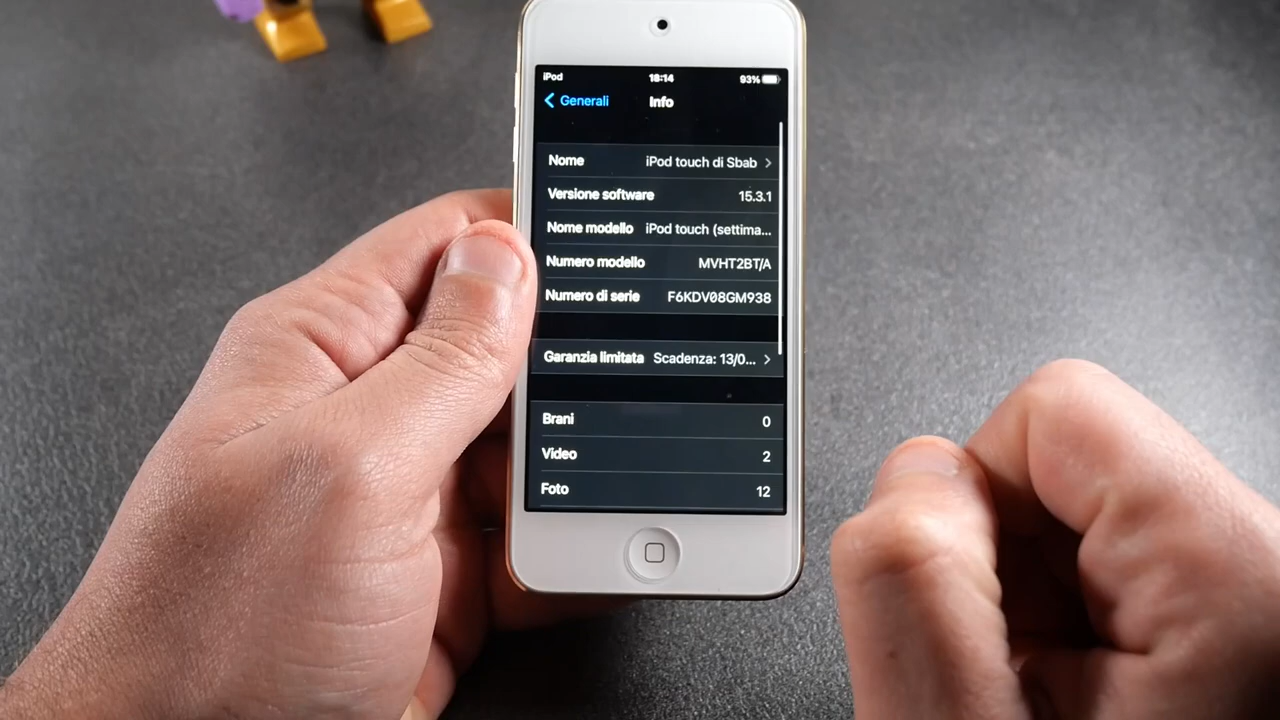 iPod 18:14 93%
Generali Info
Nome iPod touch di Sbab
Versione software 15.3.1
Nome modello iPod touch (settima...
Numero modello MVHT2BT/A
Numero di serie F6KDV08GM938
Garanzia limitata Scadenza: 13/0...
Brani 0
Video 2
Foto 12